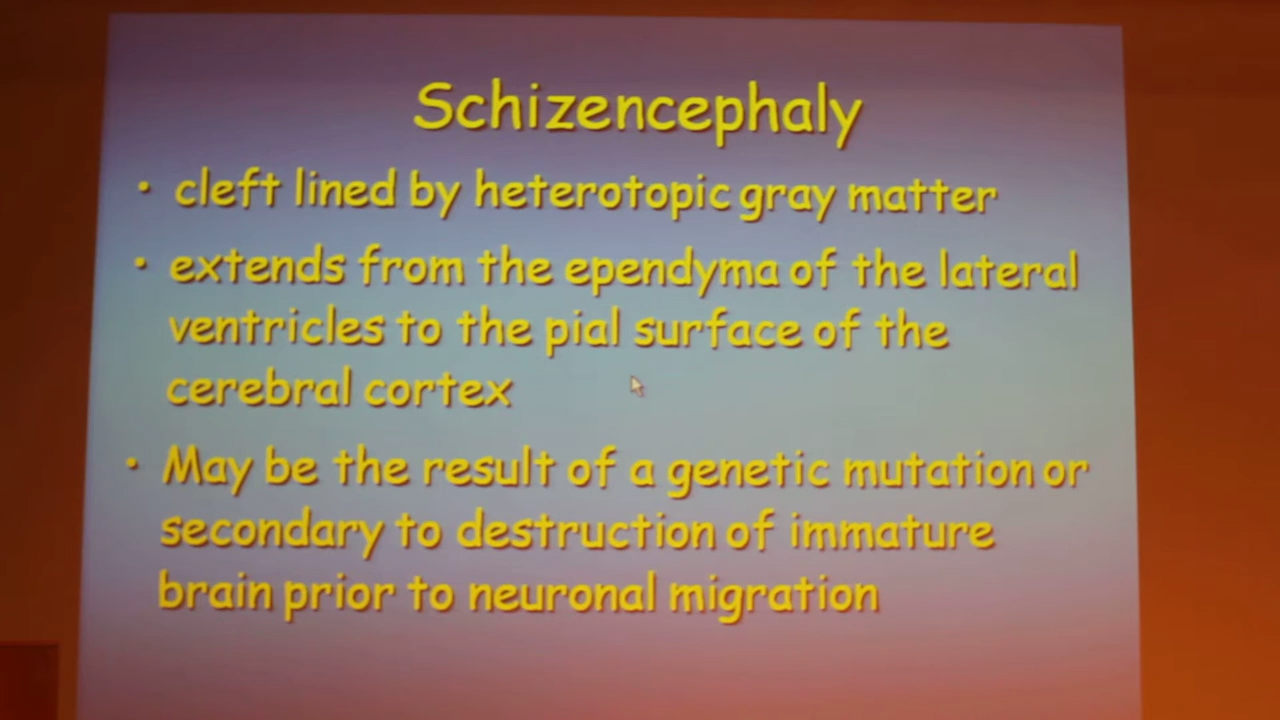 Schizencephaly
• cleft lined by heterotopic gray matter
• extends from the ependyma of the lateral
ventricles to the pial surface of the
cerebral cortex
• May be the result of a genetic mutation or
secondary to destruction of immature
brain prior to neuronal migration